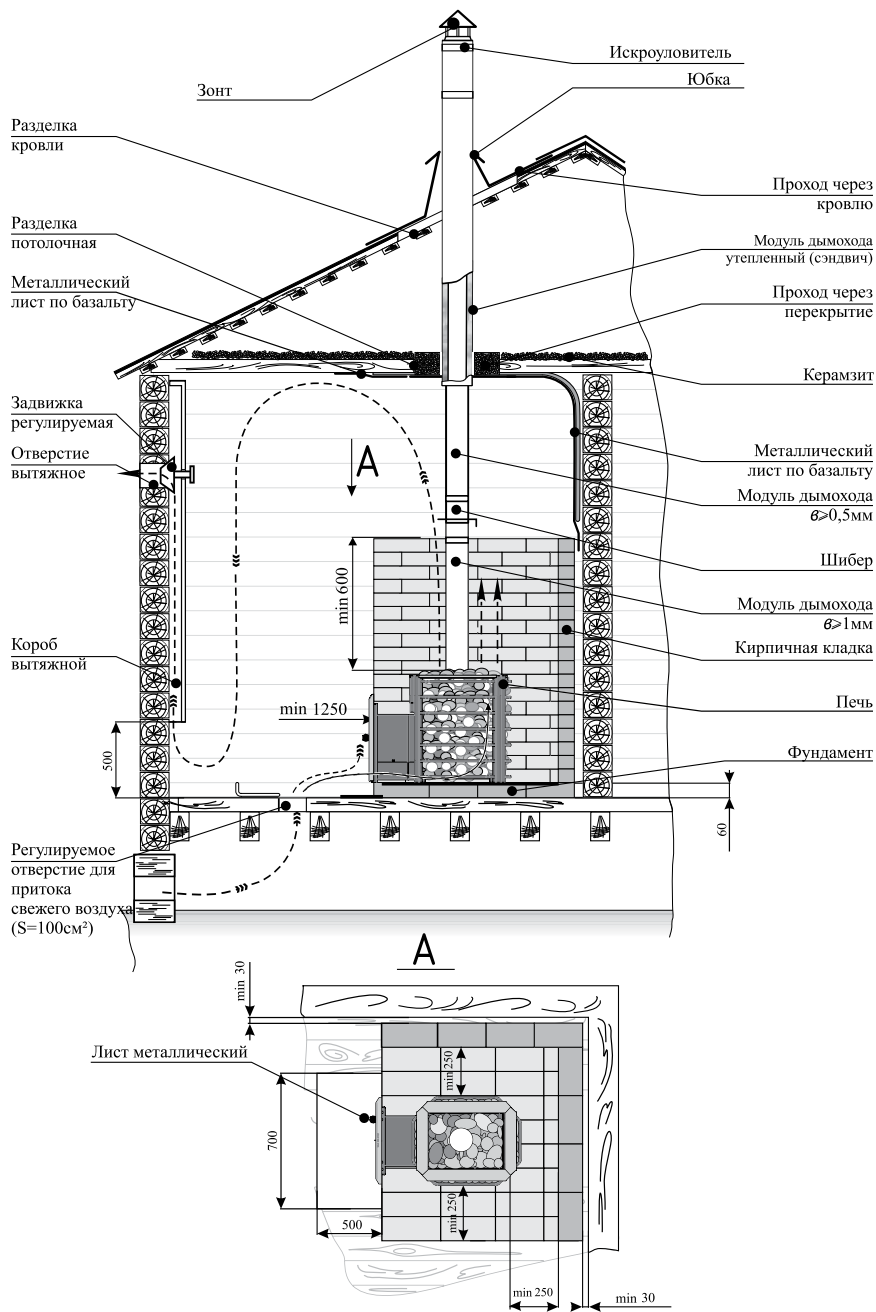 Искроуловитель
Юбка
Зонт
Разделка
кровли
Проход через
кровлю
Разделка
потолочная
Модуль дымохода
утепленный (сэндвич)
Металлический
лист по базальту
Проход через
перекрытие
Керамзит
Задвижка
регулируемая
Отверстие
вытяжное
А
Металлический
лист по базальту
Модуль дымохода
в⩾0,5мм
Шибер
min 600
Модуль дымохода
в⩾1мм
Кирпичная кладка
Короб
вытяжной
Печь
min 1250
500
Фундамент
60
Регулируемое
отверстие для
притока
свежего воздуха
(S=100см²)
А
min 30
Лист металлический
min 250
700
500
min 250
min 250
min 30